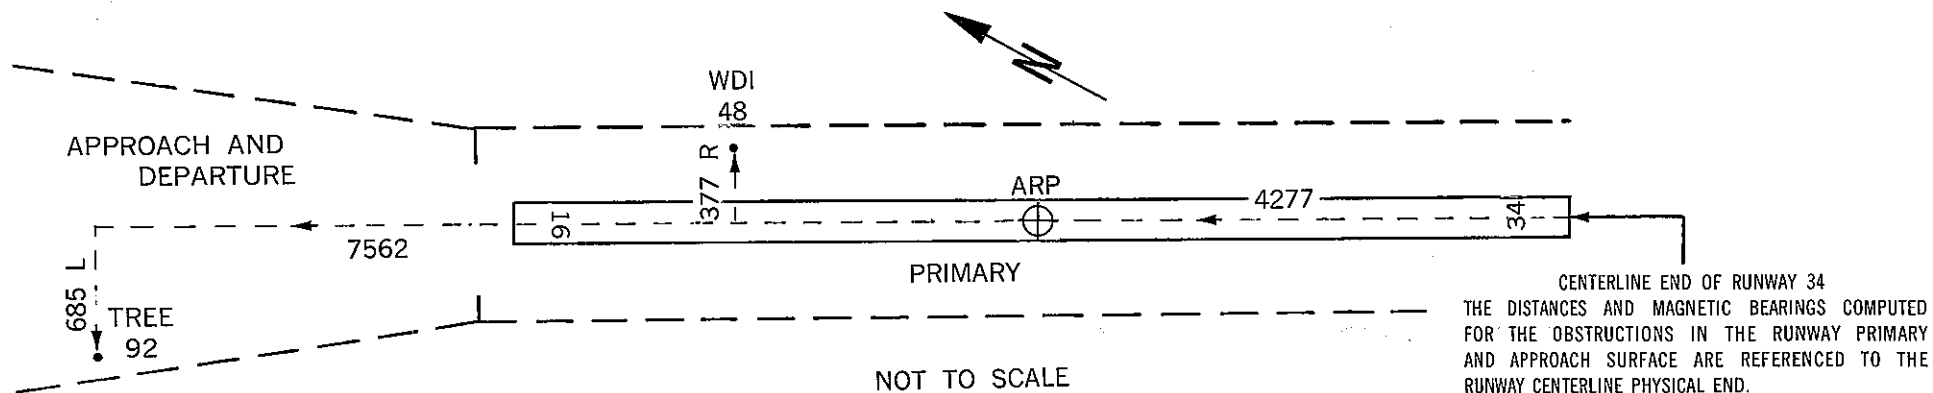 N
WDI
48
APPROACH AND
DEPARTURE
377 R
ARP
4277
16
34
7562
PRIMARY
685 L
TREE
92
CENTERLINE END OF RUNWAY 34
THE DISTANCES AND MAGNETIC BEARINGS COMPUTED
FOR THE OBSTRUCTIONS IN THE RUNWAY PRIMARY
AND APPROACH SURFACE ARE REFERENCED TO THE
RUNWAY CENTERLINE PHYSICAL END.
NOT TO SCALE